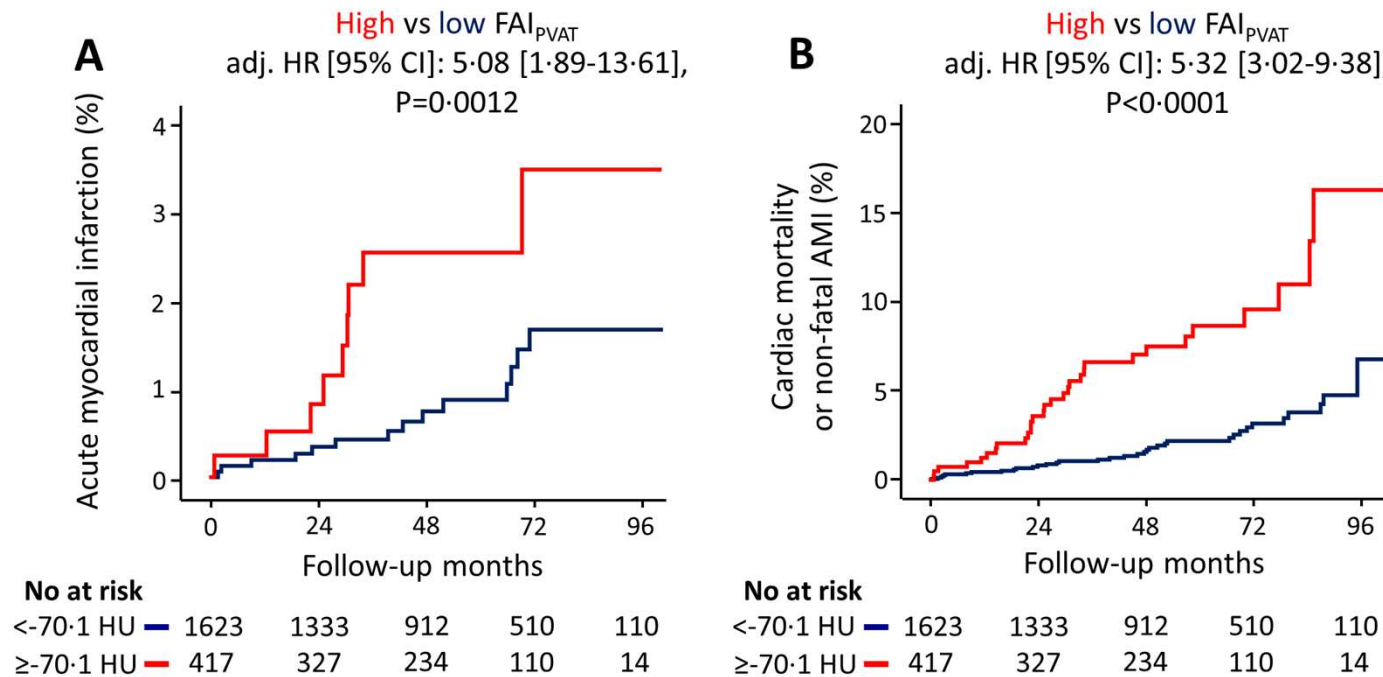 A
High vs low FAIPVAT
adj. HR [95% CI]: 5·08 [1·89-13·61],
P=0·0012
Acute myocardial infarction (%)
4
3
2
1
0
0 24 48 72 96
Follow-up months
No at risk
<-70·1 HU 1623 1333 912 510 110
≥-70·1 HU 417 327 234 110 14
B
High vs low FAIPVAT
adj. HR [95% CI]: 5·32 [3·02-9·38],
P<0·0001
Cardiac mortality
or non-fatal AMI (%)
20
15
10
5
0
0 24 48 72 96
Follow-up months
No at risk
<-70·1 HU 1623 1333 912 510 110
≥-70·1 HU 417 327 234 110 14